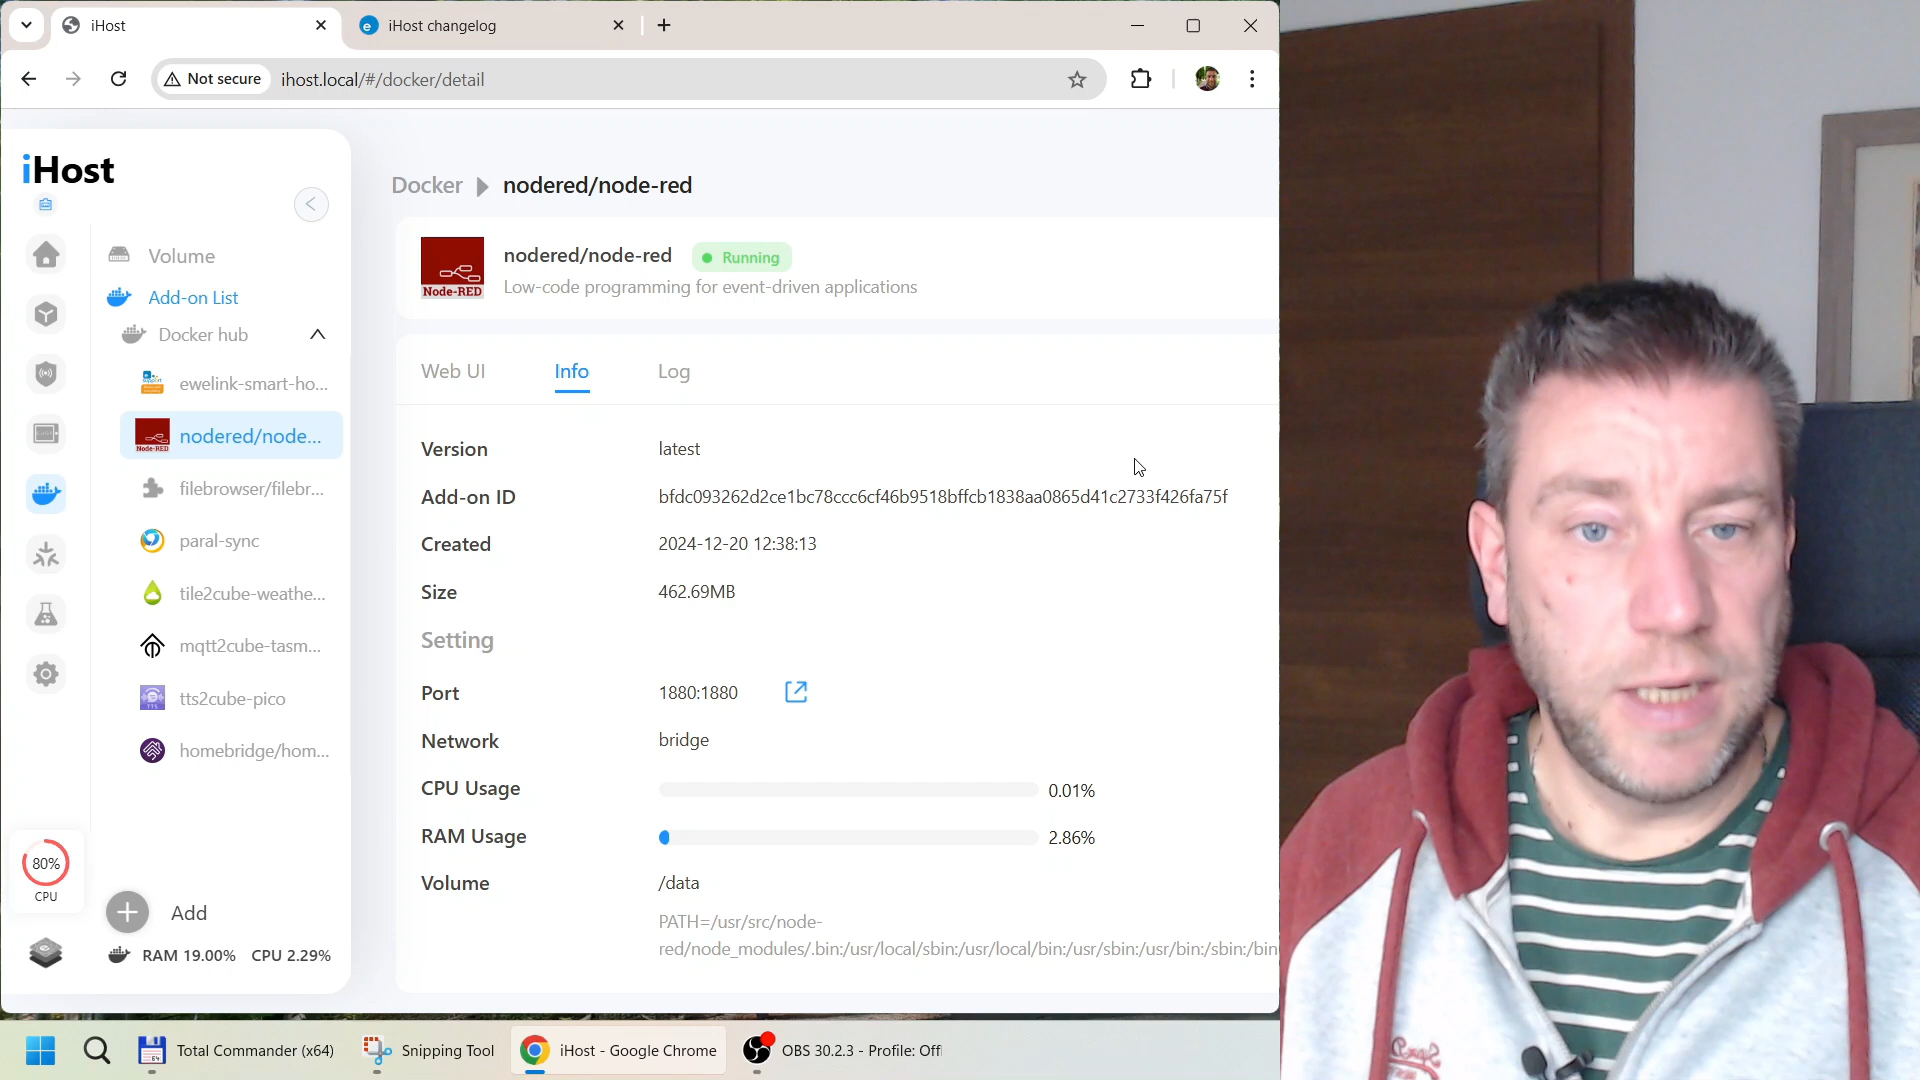 iHost
iHost changelog
Not secure
ihost.local/#/docker/detail
iHost
Volume
Add-on List
Docker hub
ewelink-smart-ho...
nodered/node...
filebrowser/filebr...
paral-sync
tile2cube-weathe...
mqtt2cube-tasm...
tts2cube-pico
homebridge/hom...
80%
CPU
Add
RAM 19.00% CPU 2.29%
Docker nodered/node-red
Node-RED
nodered/node-red Running
Low-code programming for event-driven applications
Web UI Info Log
Version latest
Add-on ID bfdc093262d2ce1bc78ccc6cf46b9518bffcb1838aa0865d41c2733f426fa75f
Created 2024-12-20 12:38:13
Size 462.69MB
Setting
Port 1880:1880
Network bridge
CPU Usage 0.01%
RAM Usage 2.86%
Volume /data
PATH=/usr/src/node-
red/node_modules/.bin:/usr/local/sbin:/usr/local/bin:/usr/sbin:/usr/bin:/sbin:/bin
Total Commander (x64)
Snipping Tool
iHost - Google Chrome
OBS 30.2.3 - Profile: Off